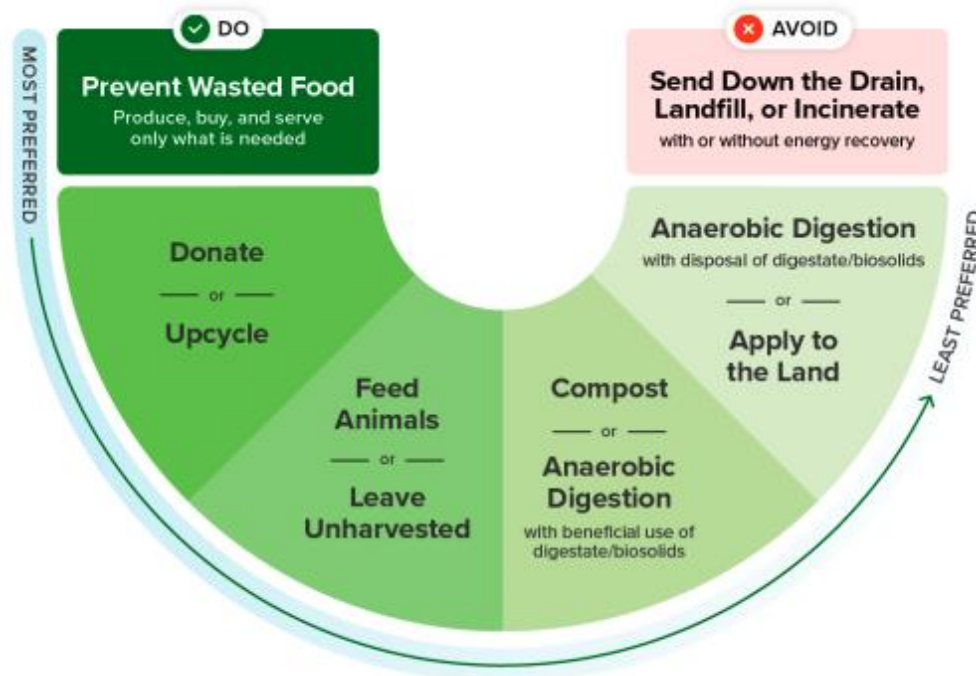 DO
Prevent Wasted Food
Produce, buy, and serve
only what is needed
AVOID
Send Down the Drain,
Landfill, or Incinerate
with or without energy recovery
MOST PREFERRED
Donate
or
Upcycle
Feed
Animals
or
Leave
Unharvested
Compost
or
Anaerobic
Digestion
with beneficial use of
digestate/biosolids
Anaerobic Digestion
with disposal of digestate/biosolids
or
Apply to
the Land
LEAST PREFERRED